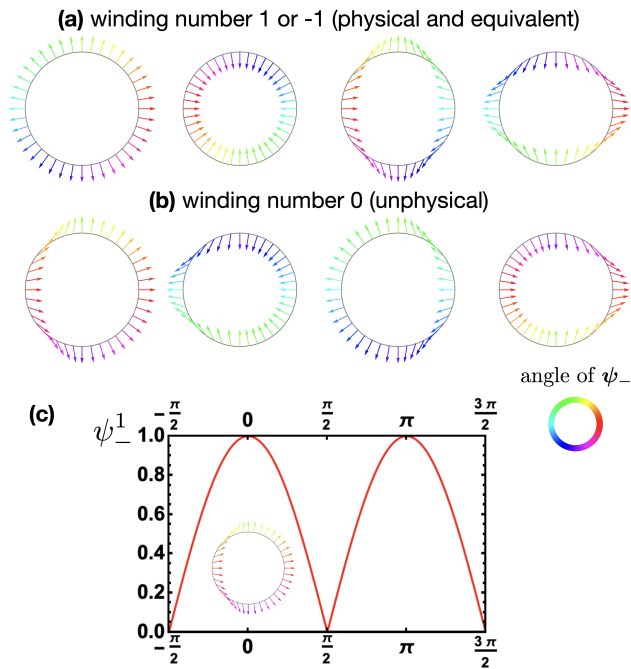 (a) winding number 1 or -1 (physical and equivalent)
(b) winding number 0 (unphysical)
angle of ψ₋
(c)
ψ₋¹
-π/2 0 π/2 π 3π/2
1.0
0.8
0.6
0.4
0.2
0.0
-π/2 0 π/2 π 3π/2